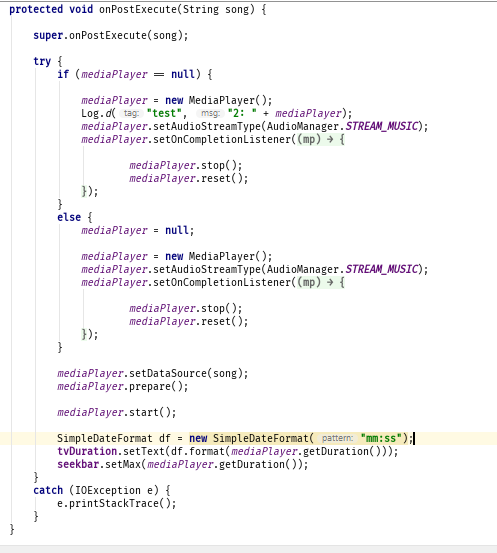 protected void onPostExecute(String song) {
super.onPostExecute(song);
try {
if (mediaPlayer == null) {
mediaPlayer = new MediaPlayer();
Log.d( tag: "test", msg: "2: " + mediaPlayer);
mediaPlayer.setAudioStreamType(AudioManager.STREAM_MUSIC);
mediaPlayer.setOnCompletionListener((mp) → {
mediaPlayer.stop();
mediaPlayer.reset();
});
}
else {
mediaPlayer = null;
mediaPlayer = new MediaPlayer();
mediaPlayer.setAudioStreamType(AudioManager.STREAM_MUSIC);
mediaPlayer.setOnCompletionListener((mp) → {
mediaPlayer.stop();
mediaPlayer.reset();
});
}
mediaPlayer.setDataSource(song);
mediaPlayer.prepare();
mediaPlayer.start();
SimpleDateFormat df = new SimpleDateFormat( pattern: "mm:ss");
tvDuration.setText(df.format(mediaPlayer.getDuration()));
seekbar.setMax(mediaPlayer.getDuration());
}
catch (IOException e) {
e.printStackTrace();
}
}